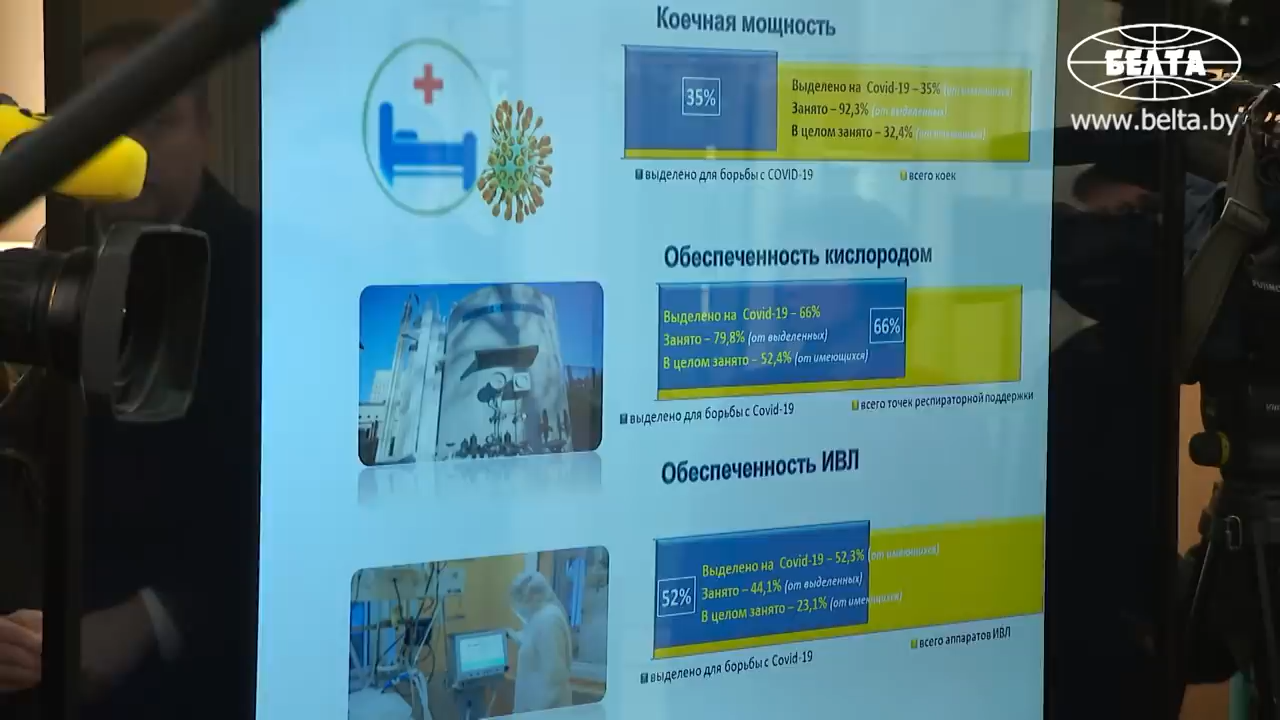 Коечная мощность
35%
Выделено на Covid-19 – 35% (от имеющихся)
Занято – 92,3% (от выделенных)
В целом занято – 32,4% (от имеющихся)
выделено для борьбы с COVID-19
всего коек
БЕЛТА
www.belta.by
Обеспеченность кислородом
Выделено на Covid-19 – 66%
Занято – 79,8% (от выделенных)
В целом занято – 52,4% (от имеющихся)
66%
выделено для борьбы с Covid-19
всего точек респираторной поддержки
Обеспеченность ИВЛ
52%
Выделено на Covid-19 – 52,3% (от имеющихся)
Занято – 44,1% (от выделенных)
В целом занято – 23,1% (от имеющихся)
выделено для борьбы с Covid-19
всего аппаратов ИВЛ